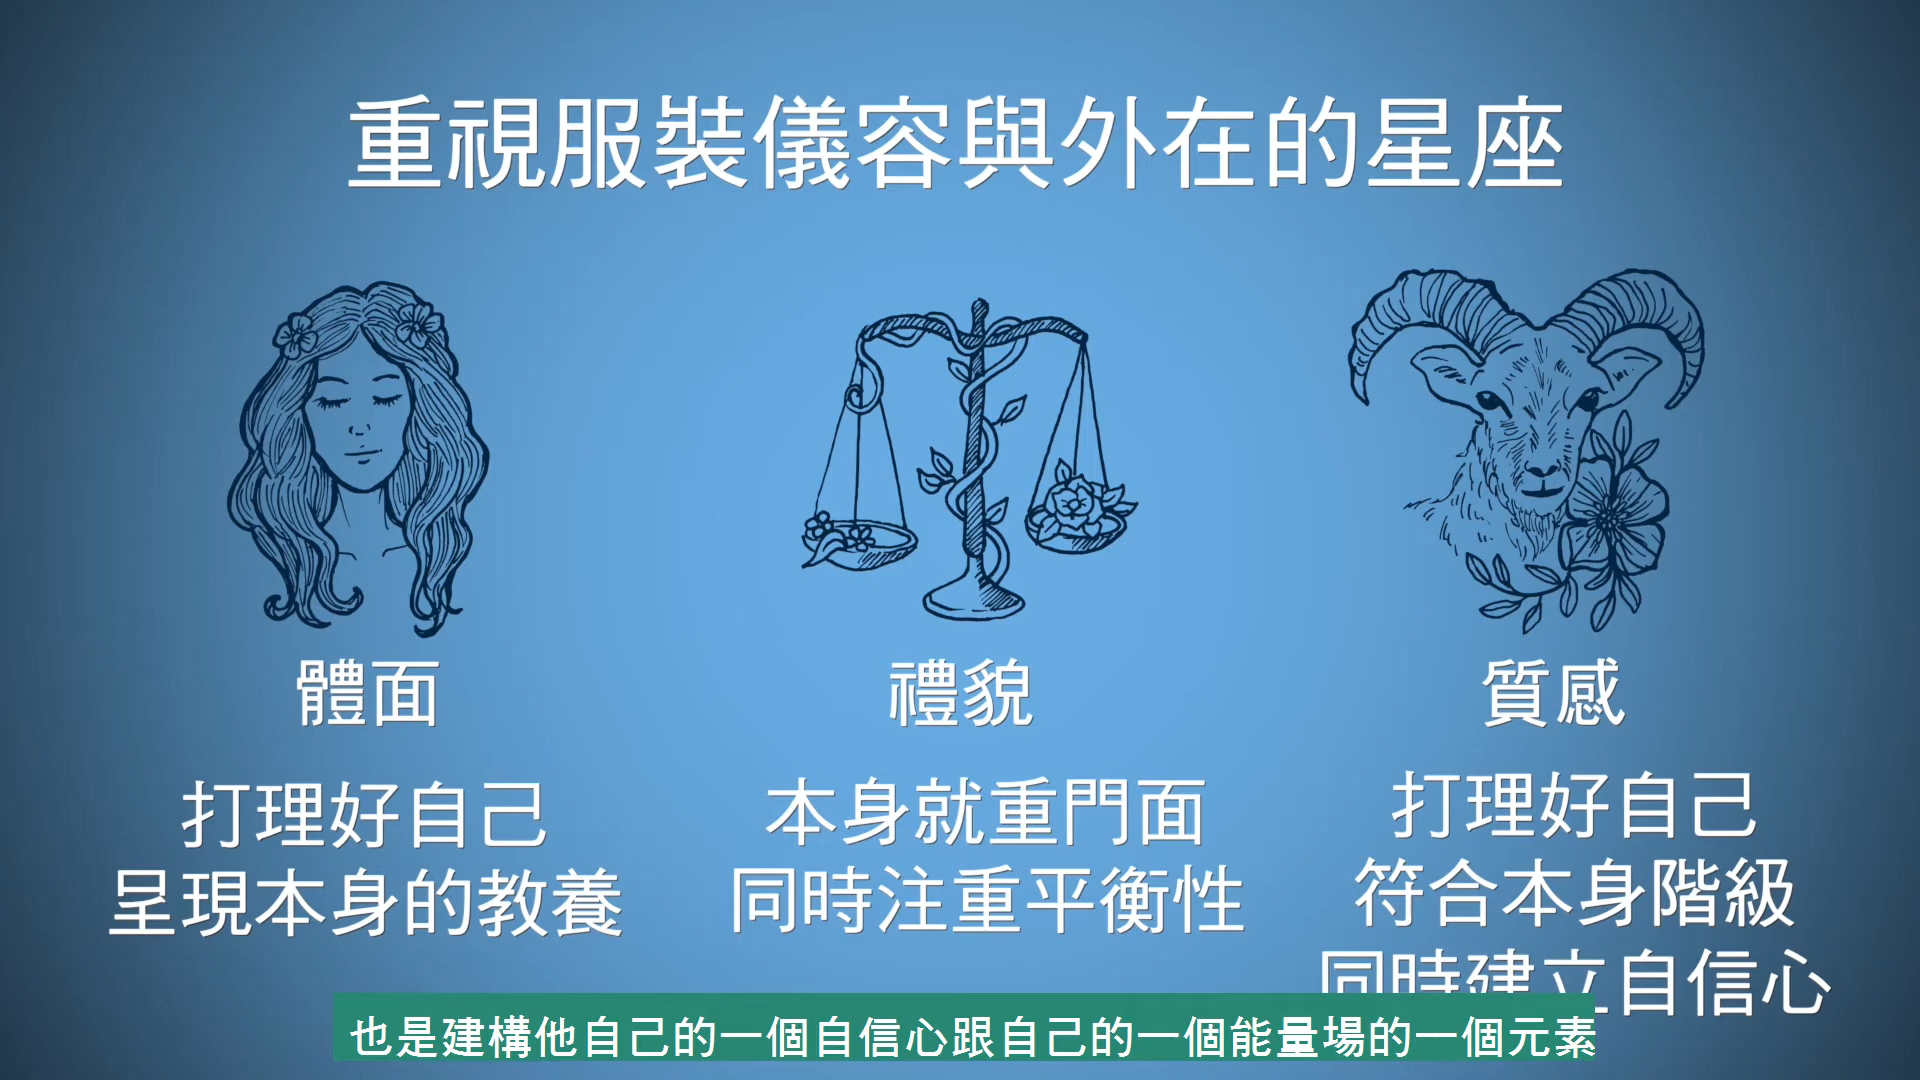 重視服裝儀容與外在的星座
體面
打理好自己
呈現本身的教養
禮貌
本身就重門面
同時注重平衡性
質感
打理好自己
符合本身階級
同時建立自信心
也是建構他自己的一個自信心跟自己的一個能量場的一個元素